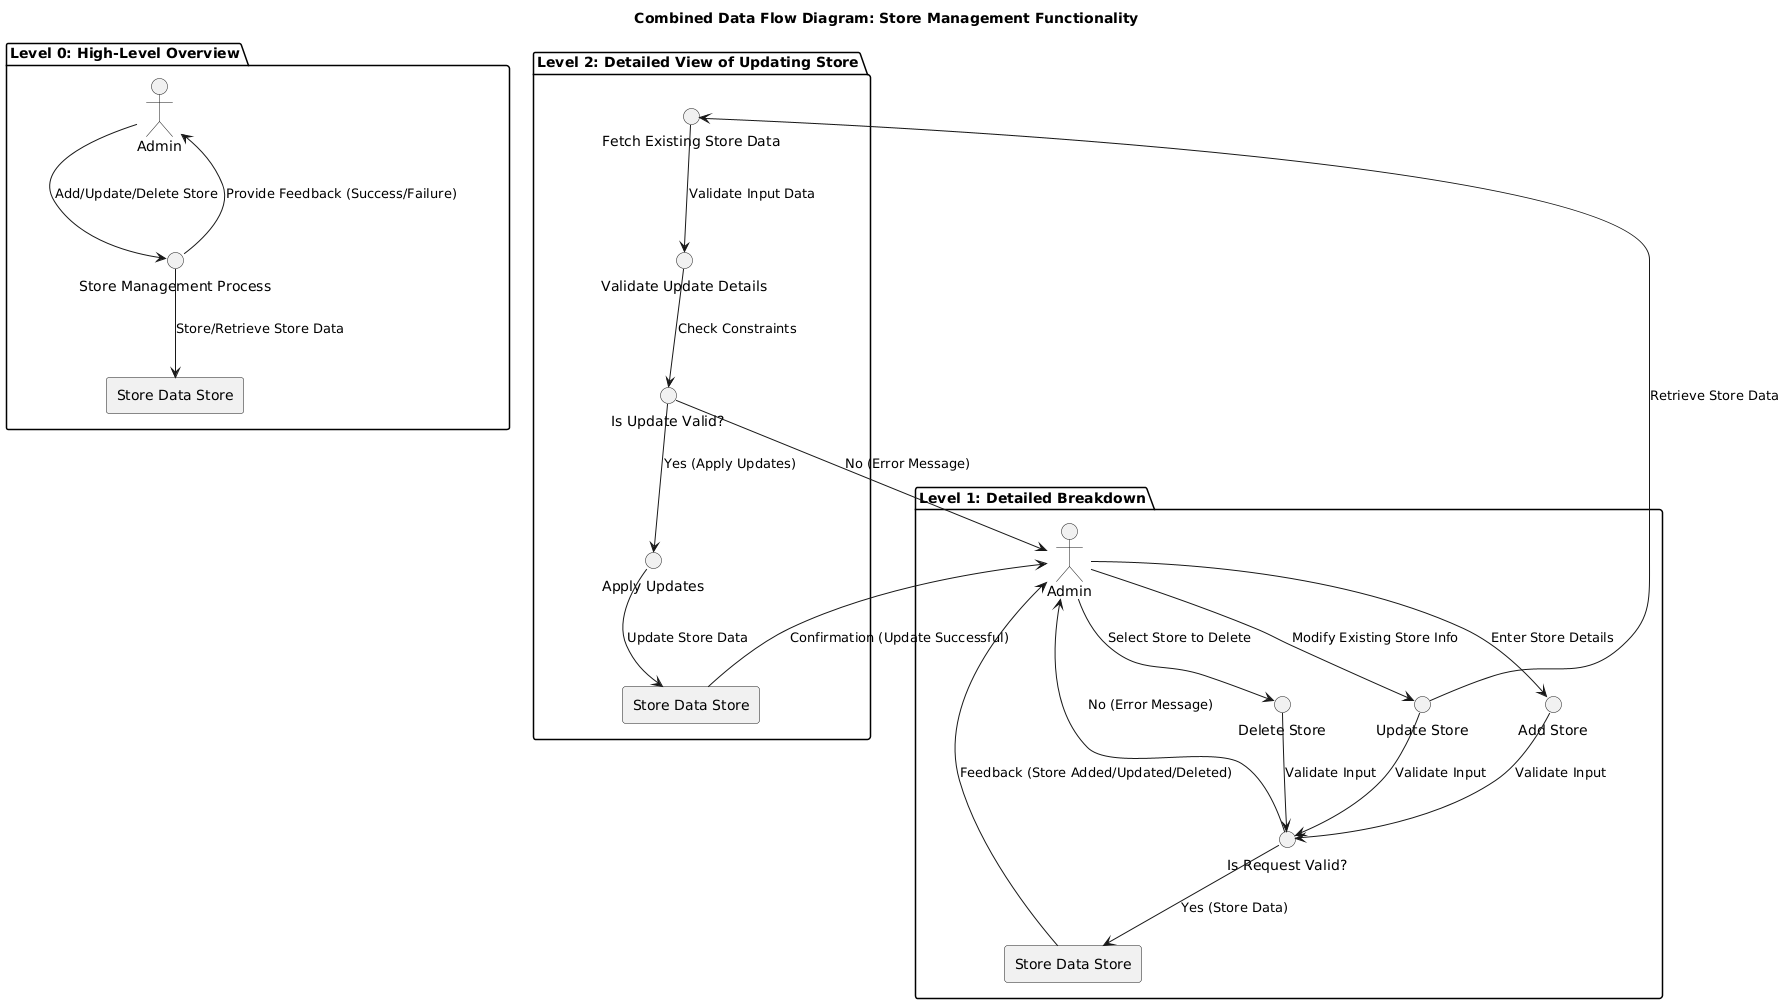 Combined Data Flow Diagram: Store Management Functionality
Level 0: High-Level Overview
Admin
Add/Update/Delete Store
Provide Feedback (Success/Failure)
Store Management Process
Store/Retrieve Store Data
Store Data Store
Level 2: Detailed View of Updating Store
Fetch Existing Store Data
Validate Input Data
Validate Update Details
Check Constraints
Is Update Valid?
Yes (Apply Updates)
No (Error Message)
Apply Updates
Update Store Data
Confirmation (Update Successful)
Store Data Store
Retrieve Store Data
Level 1: Detailed Breakdown
Admin
Select Store to Delete
Modify Existing Store Info
Enter Store Details
No (Error Message)
Delete Store
Update Store
Add Store
Feedback (Store Added/Updated/Deleted)
Validate Input
Validate Input
Validate Input
Is Request Valid?
Yes (Store Data)
Store Data Store